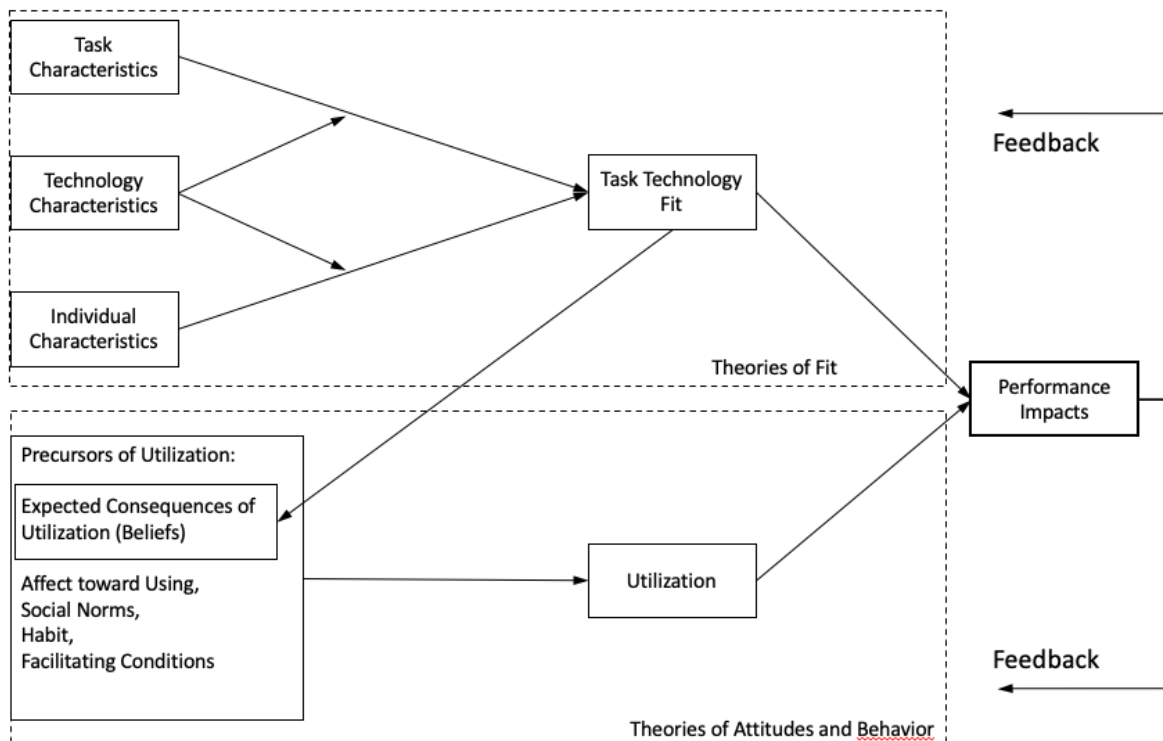 Task
Characteristics
Technology
Characteristics
Individual
Characteristics
Task Technology
Fit
Theories of Fit
Feedback
Performance
Impacts
Precursors of Utilization:
Expected Consequences of
Utilization (Beliefs)
Affect toward Using,
Social Norms,
Habit,
Facilitating Conditions
Utilization
Feedback
Theories of Attitudes and Behavior